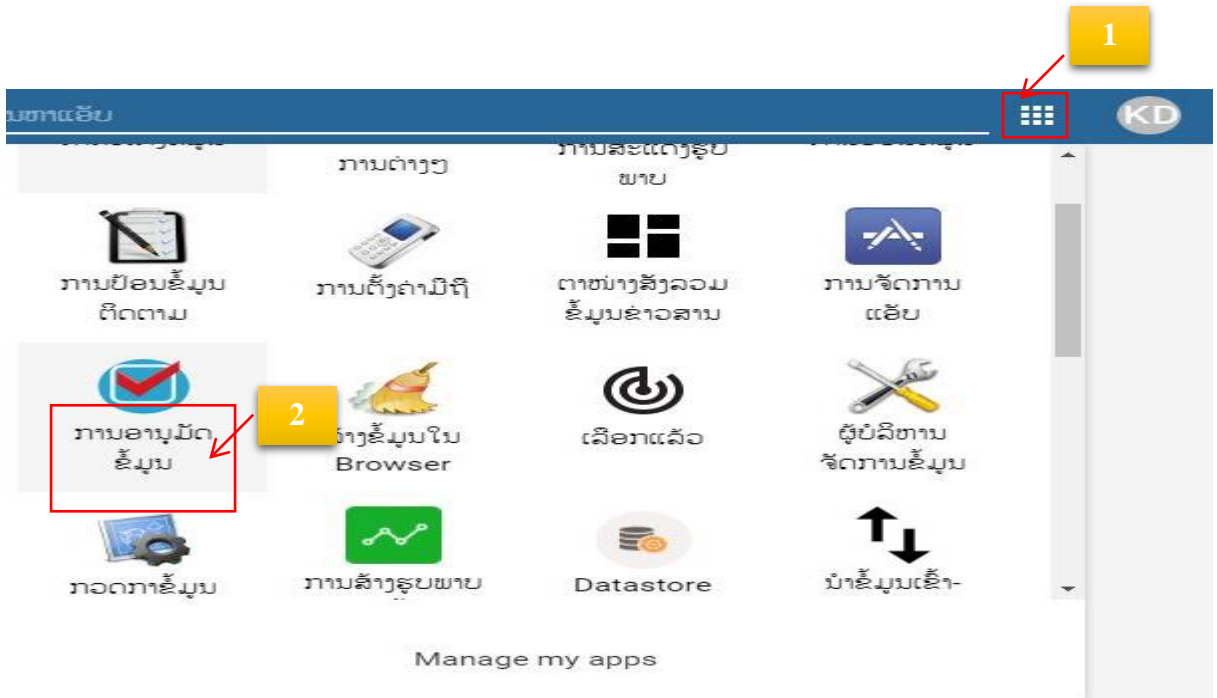 1
ນຫາແອັບ
KD
ການຕ່າງໆ
ການສະແດງຮູບ
ພາບ
ການປ້ອນຂໍ້ມູນ
ຕິດຕາມ
ການຕັ້ງຄ່າມືຖື
ຕາໜ່າງສັງລວມ
ຂໍ້ມູນຂ່າວສານ
ການຈັດການ
ແອັບ
ການອານຸມັດ
ຂໍ້ມູນ
2
າງຂໍ້ມູນໃນ
Browser
ເລືອກແລ້ວ
ຜູ້ບໍລິຫານ
ຈັດການຂໍ້ມູນ
ກວດກາຂໍ້ມູນ
ການສ້າງຮູບພາບ
Datastore
ນໍາຂໍ້ມູນເຂົ້າ-
Manage my apps